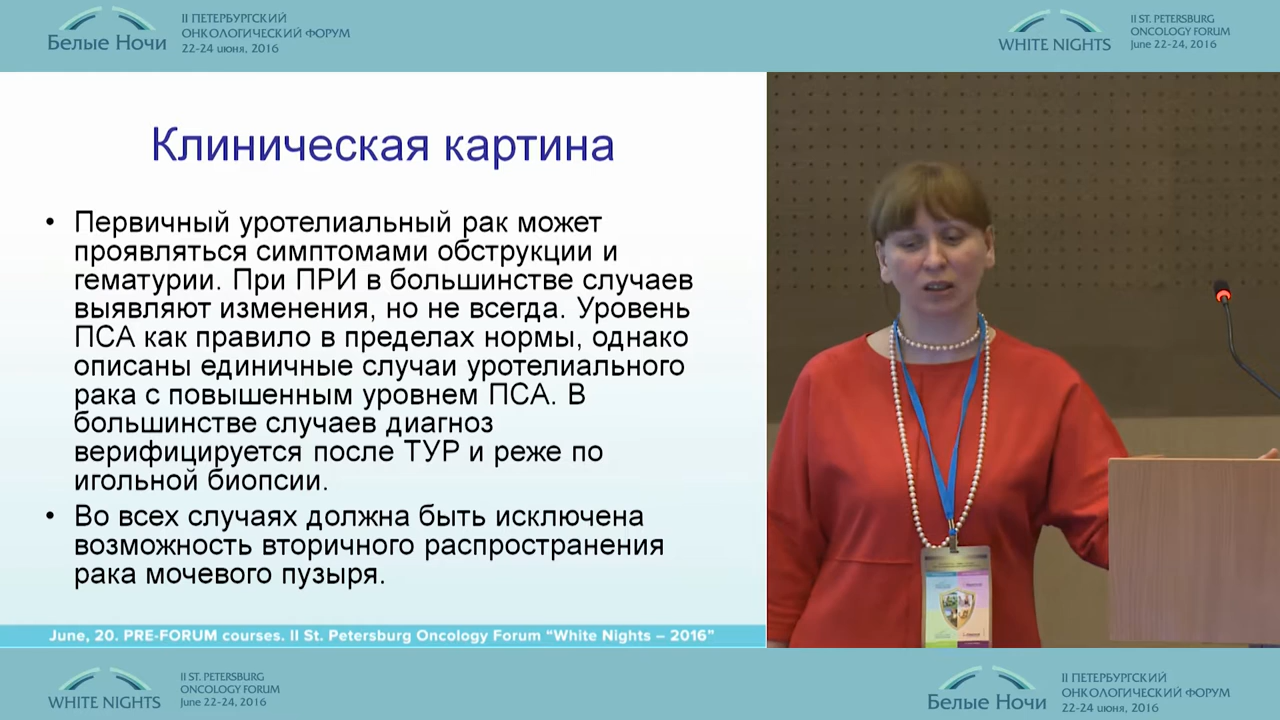 Белые Ночи
II ПЕТЕРБУРГСКИЙ
ОНКОЛОГИЧЕСКИЙ ФОРУМ
22-24 июня, 2016
WHITE NIGHTS
II ST. PETERSBURG
ONCOLOGY FORUM
June 22-24, 2016
Клиническая картина
• Первичный уротелиальный рак может
проявляться симптомами обструкции и
гематурии. При ПРИ в большинстве случаев
выявляют изменения, но не всегда. Уровень
ПСА как правило в пределах нормы, однако
описаны единичные случаи уротелиального
рака с повышенным уровнем ПСА. В
большинстве случаев диагноз
верифицируется после ТУР и реже по
игольной биопсии.
• Во всех случаях должна быть исключена
возможность вторичного распространения
рака мочевого пузыря.
June, 20. PRE-FORUM courses. II St. Petersburg Oncology Forum “White Nights – 2016”
WHITE NIGHTS
II ST. PETERSBURG
ONCOLOGY FORUM
June 22-24, 2016
Белые Ночи
II ПЕТЕРБУРГСКИЙ
ОНКОЛОГИЧЕСКИЙ ФОРУМ
22-24 июня, 2016